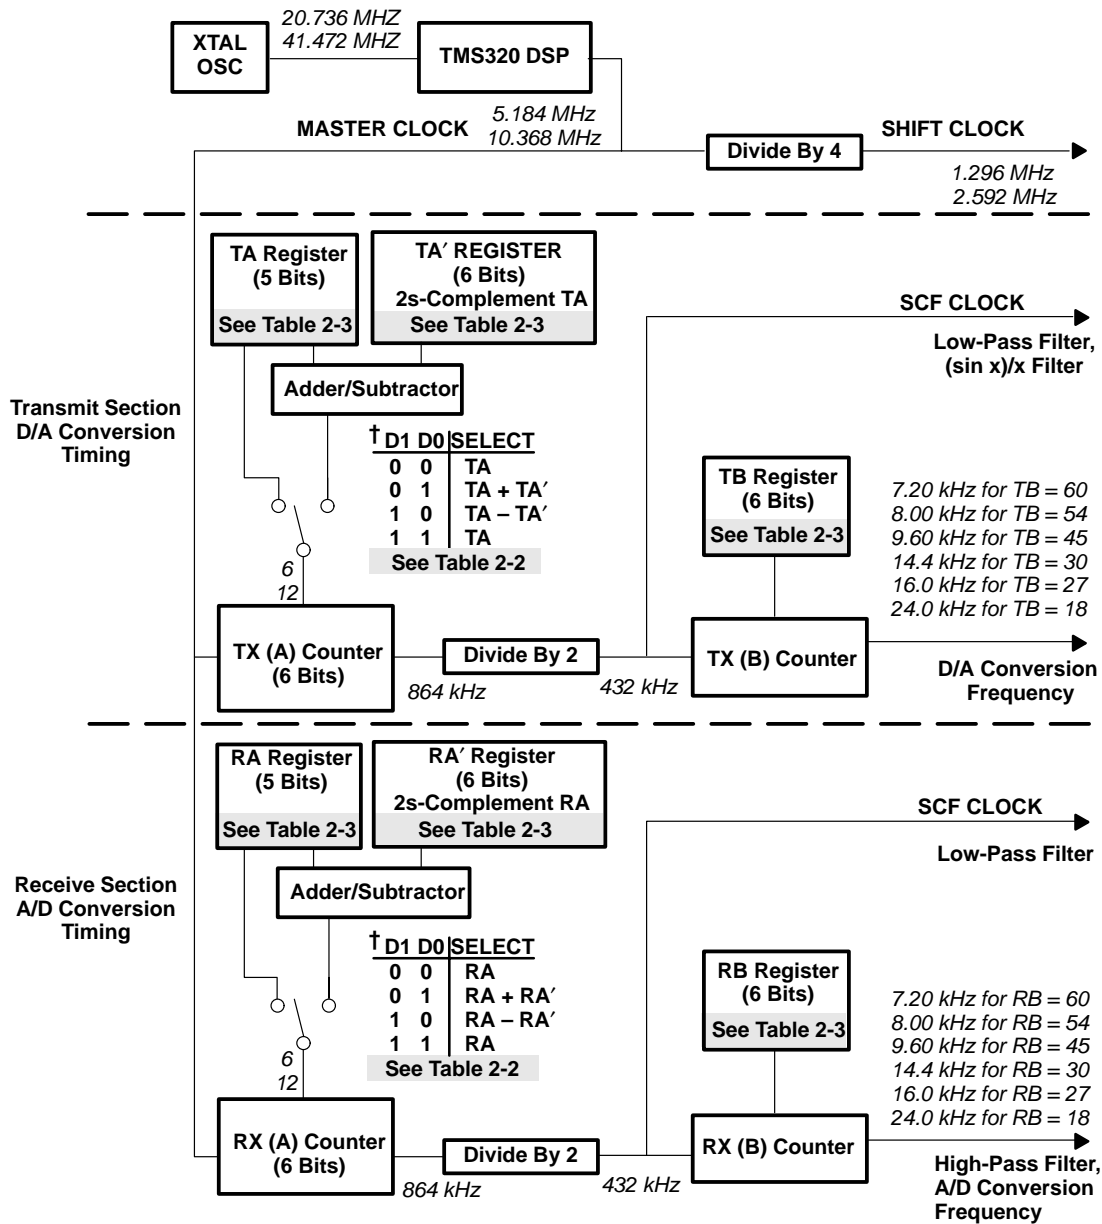 20.736 MHZ
41.472 MHZ
XTAL
OSC
TMS320 DSP
5.184 MHz
10.368 MHz
MASTER CLOCK
SHIFT CLOCK
Divide By 4
1.296 MHz
2.592 MHz
TA Register
(5 Bits)
See Table 2-3
TA′ REGISTER
(6 Bits)
2s-Complement TA
See Table 2-3
SCF CLOCK
Low-Pass Filter,
(sin x)/x Filter
Adder/Subtractor
Transmit Section
D/A Conversion
Timing
† D1 D0 SELECT
0 0 TA
0 1 TA + TA′
1 0 TA – TA′
1 1 TA
See Table 2-2
TB Register
(6 Bits)
See Table 2-3
7.20 kHz for TB = 60
8.00 kHz for TB = 54
9.60 kHz for TB = 45
14.4 kHz for TB = 30
16.0 kHz for TB = 27
24.0 kHz for TB = 18
6
12
TX (A) Counter
(6 Bits)
Divide By 2
864 kHz
432 kHz
TX (B) Counter
D/A Conversion
Frequency
RA Register
(5 Bits)
See Table 2-3
RA′ Register
(6 Bits)
2s-Complement RA
See Table 2-3
SCF CLOCK
Low-Pass Filter
Adder/Subtractor
Receive Section
A/D Conversion
Timing
† D1 D0 SELECT
0 0 RA
0 1 RA + RA′
1 0 RA – RA′
1 1 RA
See Table 2-2
RB Register
(6 Bits)
See Table 2-3
7.20 kHz for RB = 60
8.00 kHz for RB = 54
9.60 kHz for RB = 45
14.4 kHz for RB = 30
16.0 kHz for RB = 27
24.0 kHz for RB = 18
6
12
RX (A) Counter
(6 Bits)
Divide By 2
864 kHz
432 kHz
RX (B) Counter
High-Pass Filter,
A/D Conversion
Frequency